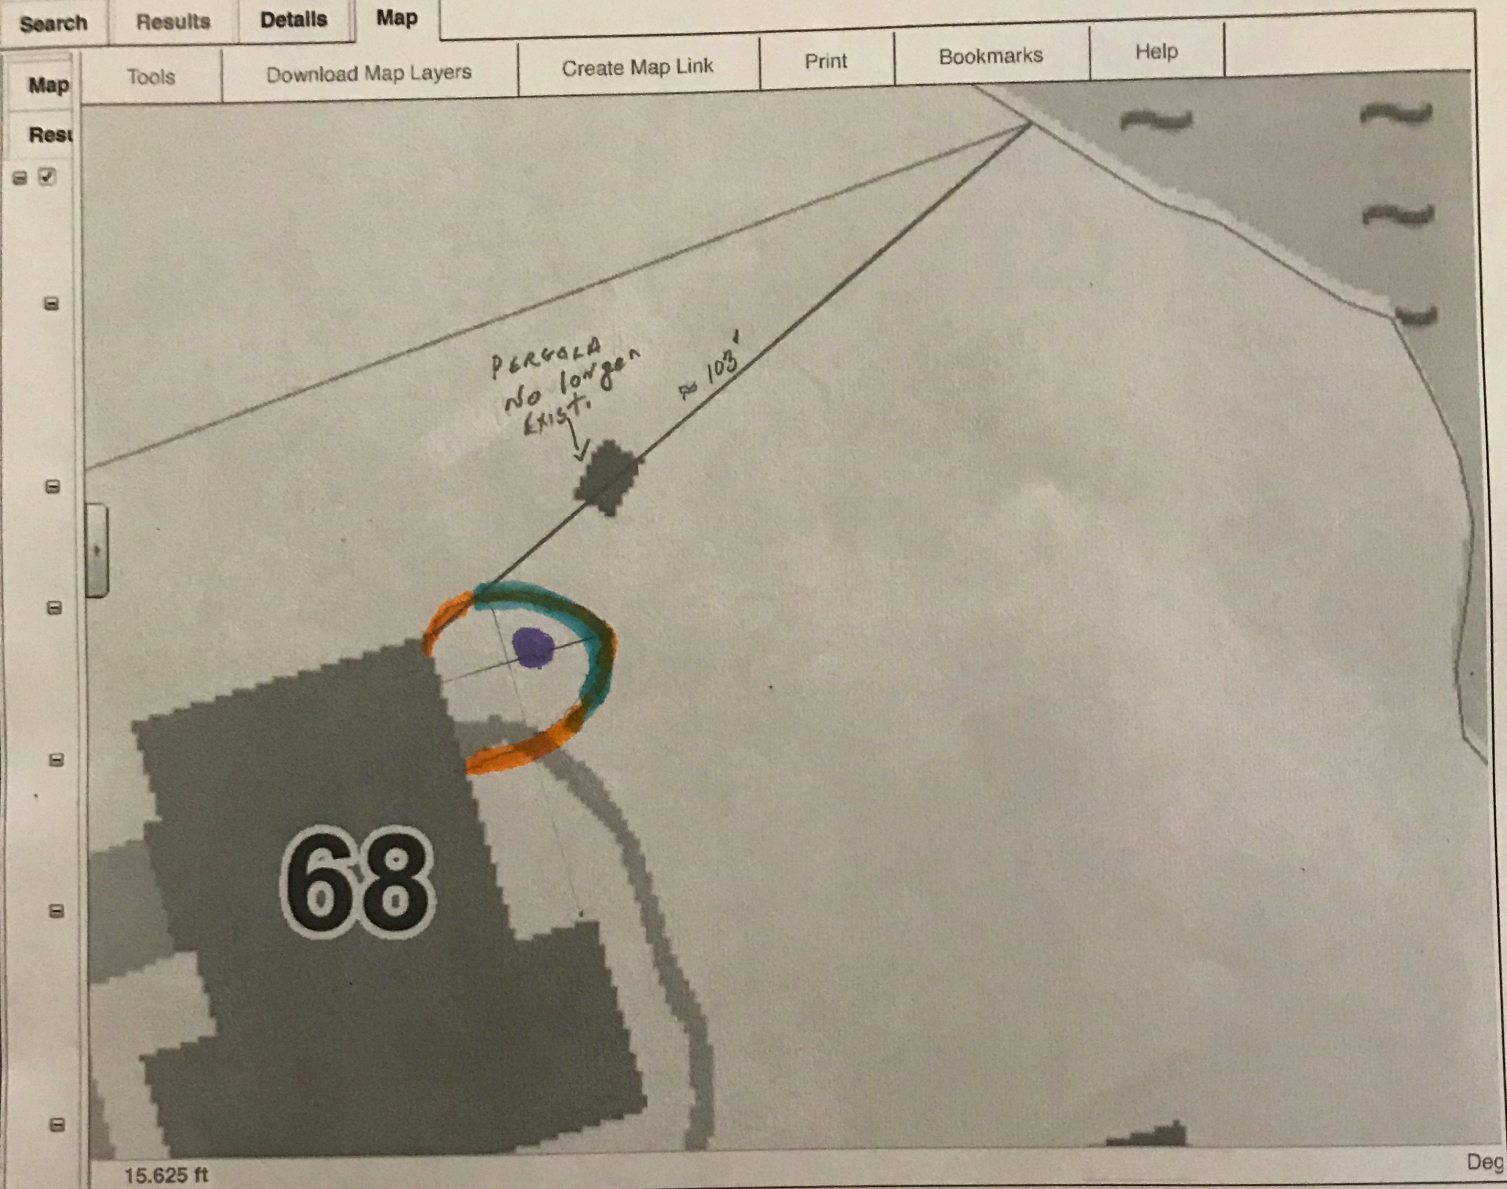 Search Results Details Map
Map Tools Download Map Layers Create Map Link Print Bookmarks Help
Resu
PERGOLA
No longer
Exist.
≈ 103'
68
15.625 ft
Deg